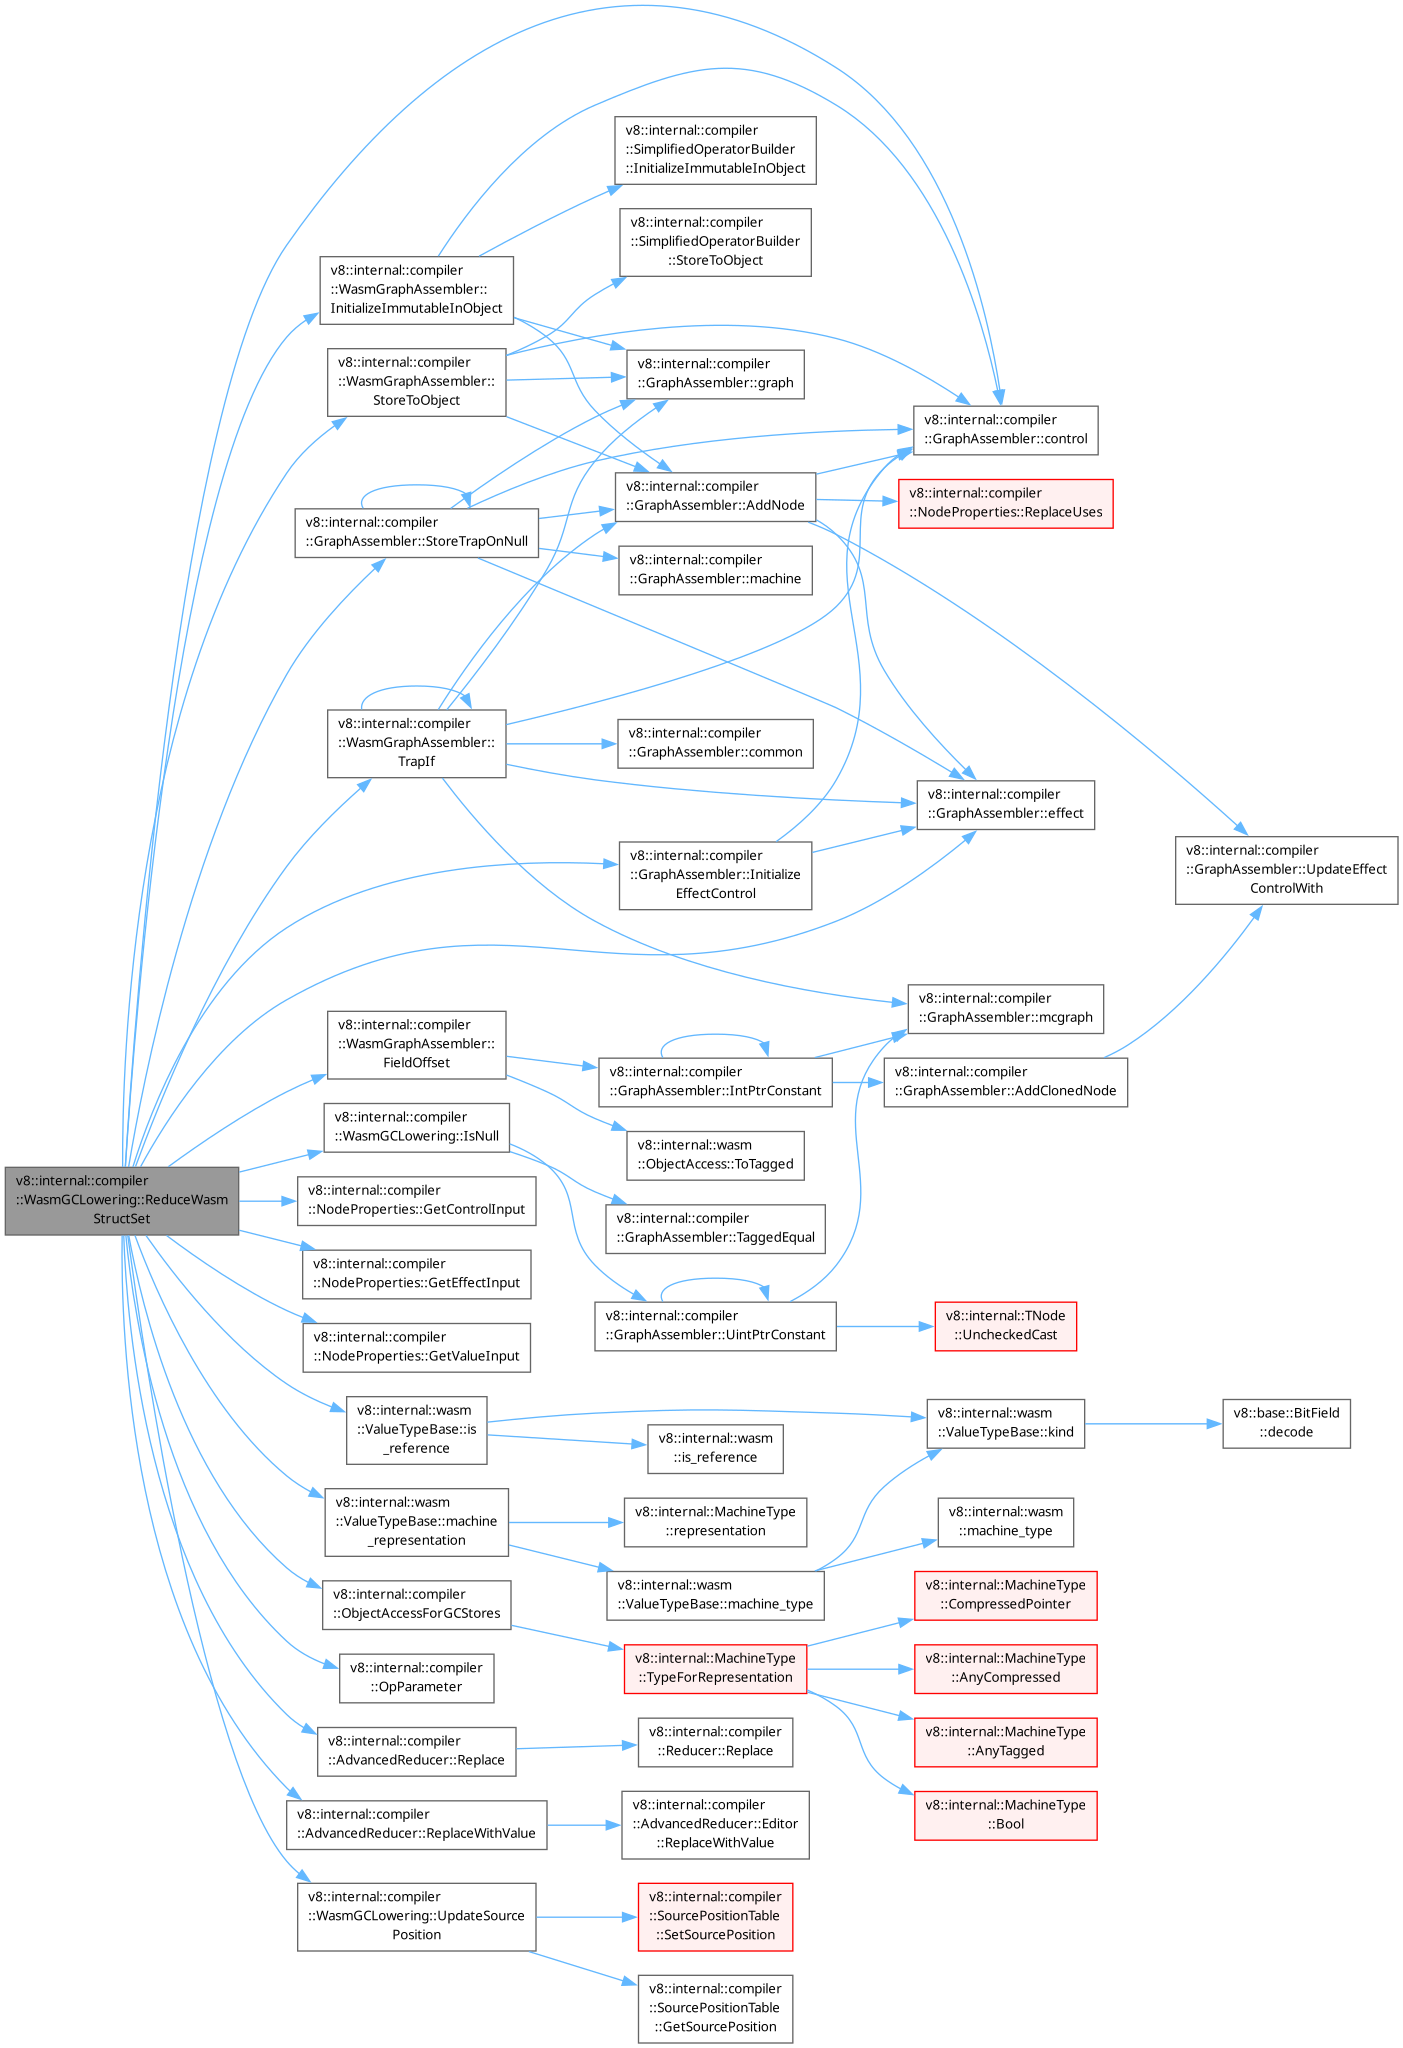 v8::internal::compiler
::SimplifiedOperatorBuilder
::InitializeImmutableInObject
v8::internal::compiler
::SimplifiedOperatorBuilder
::StoreToObject
v8::internal::compiler
::WasmGraphAssembler::
InitializeImmutableInObject
v8::internal::compiler
::WasmGraphAssembler::
StoreToObject
v8::internal::compiler
::GraphAssembler::graph
v8::internal::compiler
::GraphAssembler::control
v8::internal::compiler
::GraphAssembler::AddNode
v8::internal::compiler
::NodeProperties::ReplaceUses
v8::internal::compiler
::GraphAssembler::StoreTrapOnNull
v8::internal::compiler
::GraphAssembler::machine
v8::internal::compiler
::WasmGraphAssembler::
TrapIf
v8::internal::compiler
::GraphAssembler::common
v8::internal::compiler
::GraphAssembler::effect
v8::internal::compiler
::GraphAssembler::Initialize
EffectControl
v8::internal::compiler
::GraphAssembler::UpdateEffect
ControlWith
v8::internal::compiler
::GraphAssembler::mcgraph
v8::internal::compiler
::WasmGraphAssembler::
FieldOffset
v8::internal::compiler
::GraphAssembler::IntPtrConstant
v8::internal::compiler
::GraphAssembler::AddClonedNode
v8::internal::compiler
::WasmGCLowering::IsNull
v8::internal::wasm
::ObjectAccess::ToTagged
v8::internal::compiler
::WasmGCLowering::ReduceWasm
StructSet
v8::internal::compiler
::NodeProperties::GetControlInput
v8::internal::compiler
::GraphAssembler::TaggedEqual
v8::internal::compiler
::NodeProperties::GetEffectInput
v8::internal::compiler
::GraphAssembler::UintPtrConstant
v8::internal::TNode
::UncheckedCast
v8::internal::compiler
::NodeProperties::GetValueInput
v8::internal::wasm
::ValueTypeBase::is
_reference
v8::internal::wasm
::is_reference
v8::internal::wasm
::ValueTypeBase::kind
v8::base::BitField
::decode
v8::internal::wasm
::ValueTypeBase::machine
_representation
v8::internal::MachineType
::representation
v8::internal::wasm
::machine_type
v8::internal::wasm
::ValueTypeBase::machine_type
v8::internal::compiler
::ObjectAccessForGCStores
v8::internal::MachineType
::CompressedPointer
v8::internal::MachineType
::TypeForRepresentation
v8::internal::MachineType
::AnyCompressed
v8::internal::compiler
::OpParameter
v8::internal::MachineType
::AnyTagged
v8::internal::compiler
::AdvancedReducer::Replace
v8::internal::compiler
::Reducer::Replace
v8::internal::MachineType
::Bool
v8::internal::compiler
::AdvancedReducer::ReplaceWithValue
v8::internal::compiler
::AdvancedReducer::Editor
::ReplaceWithValue
v8::internal::compiler
::WasmGCLowering::UpdateSource
Position
v8::internal::compiler
::SourcePositionTable
::SetSourcePosition
v8::internal::compiler
::SourcePositionTable
::GetSourcePosition